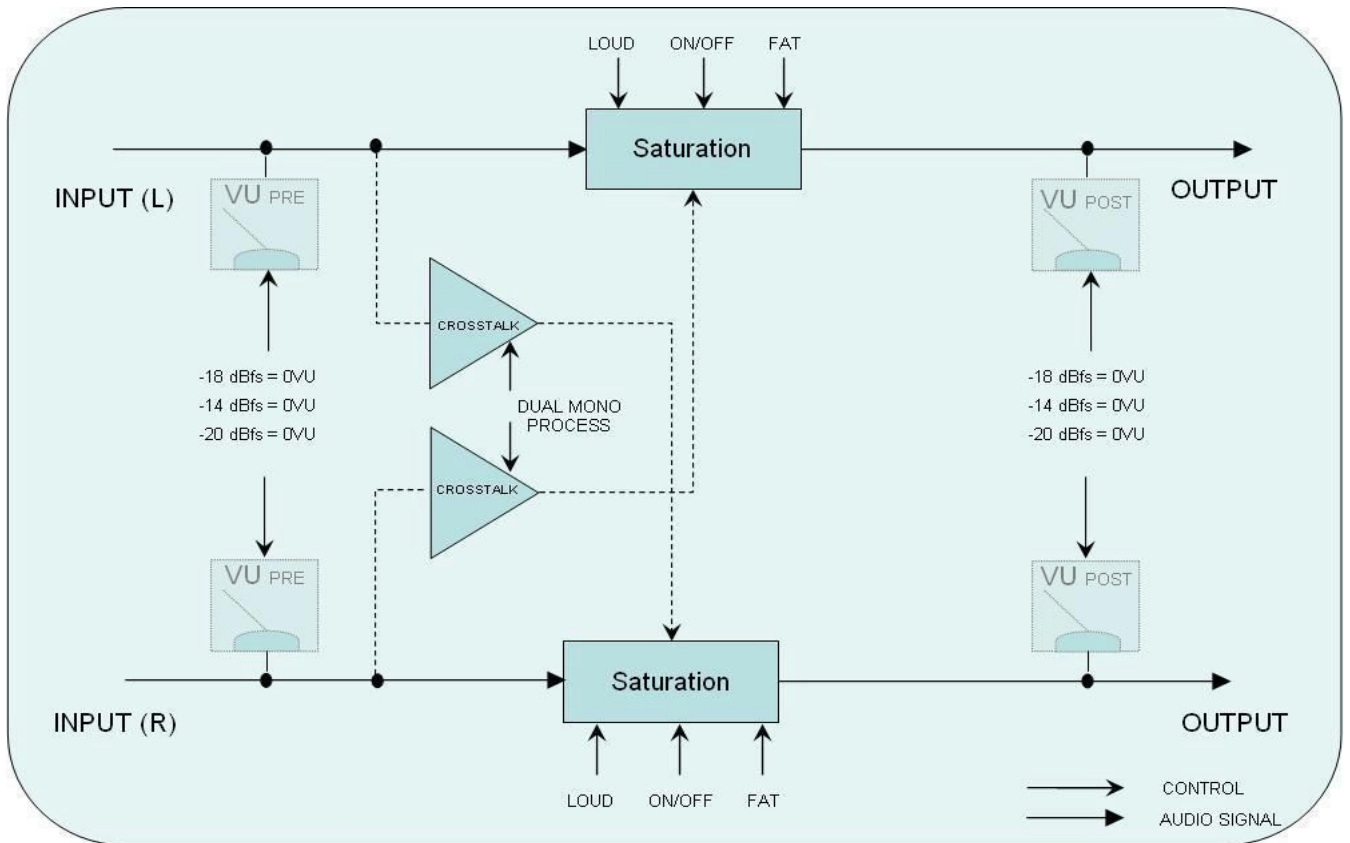 LOUD ON/OFF FAT
Saturation
INPUT (L)
VU PRE
VU POST
OUTPUT
CROSSTALK
-18 dBfs = 0VU
-14 dBfs = 0VU
-20 dBfs = 0VU
DUAL MONO
PROCESS
-18 dBfs = 0VU
-14 dBfs = 0VU
-20 dBfs = 0VU
CROSSTALK
VU PRE
VU POST
Saturation
INPUT (R)
OUTPUT
LOUD ON/OFF FAT
CONTROL
AUDIO SIGNAL